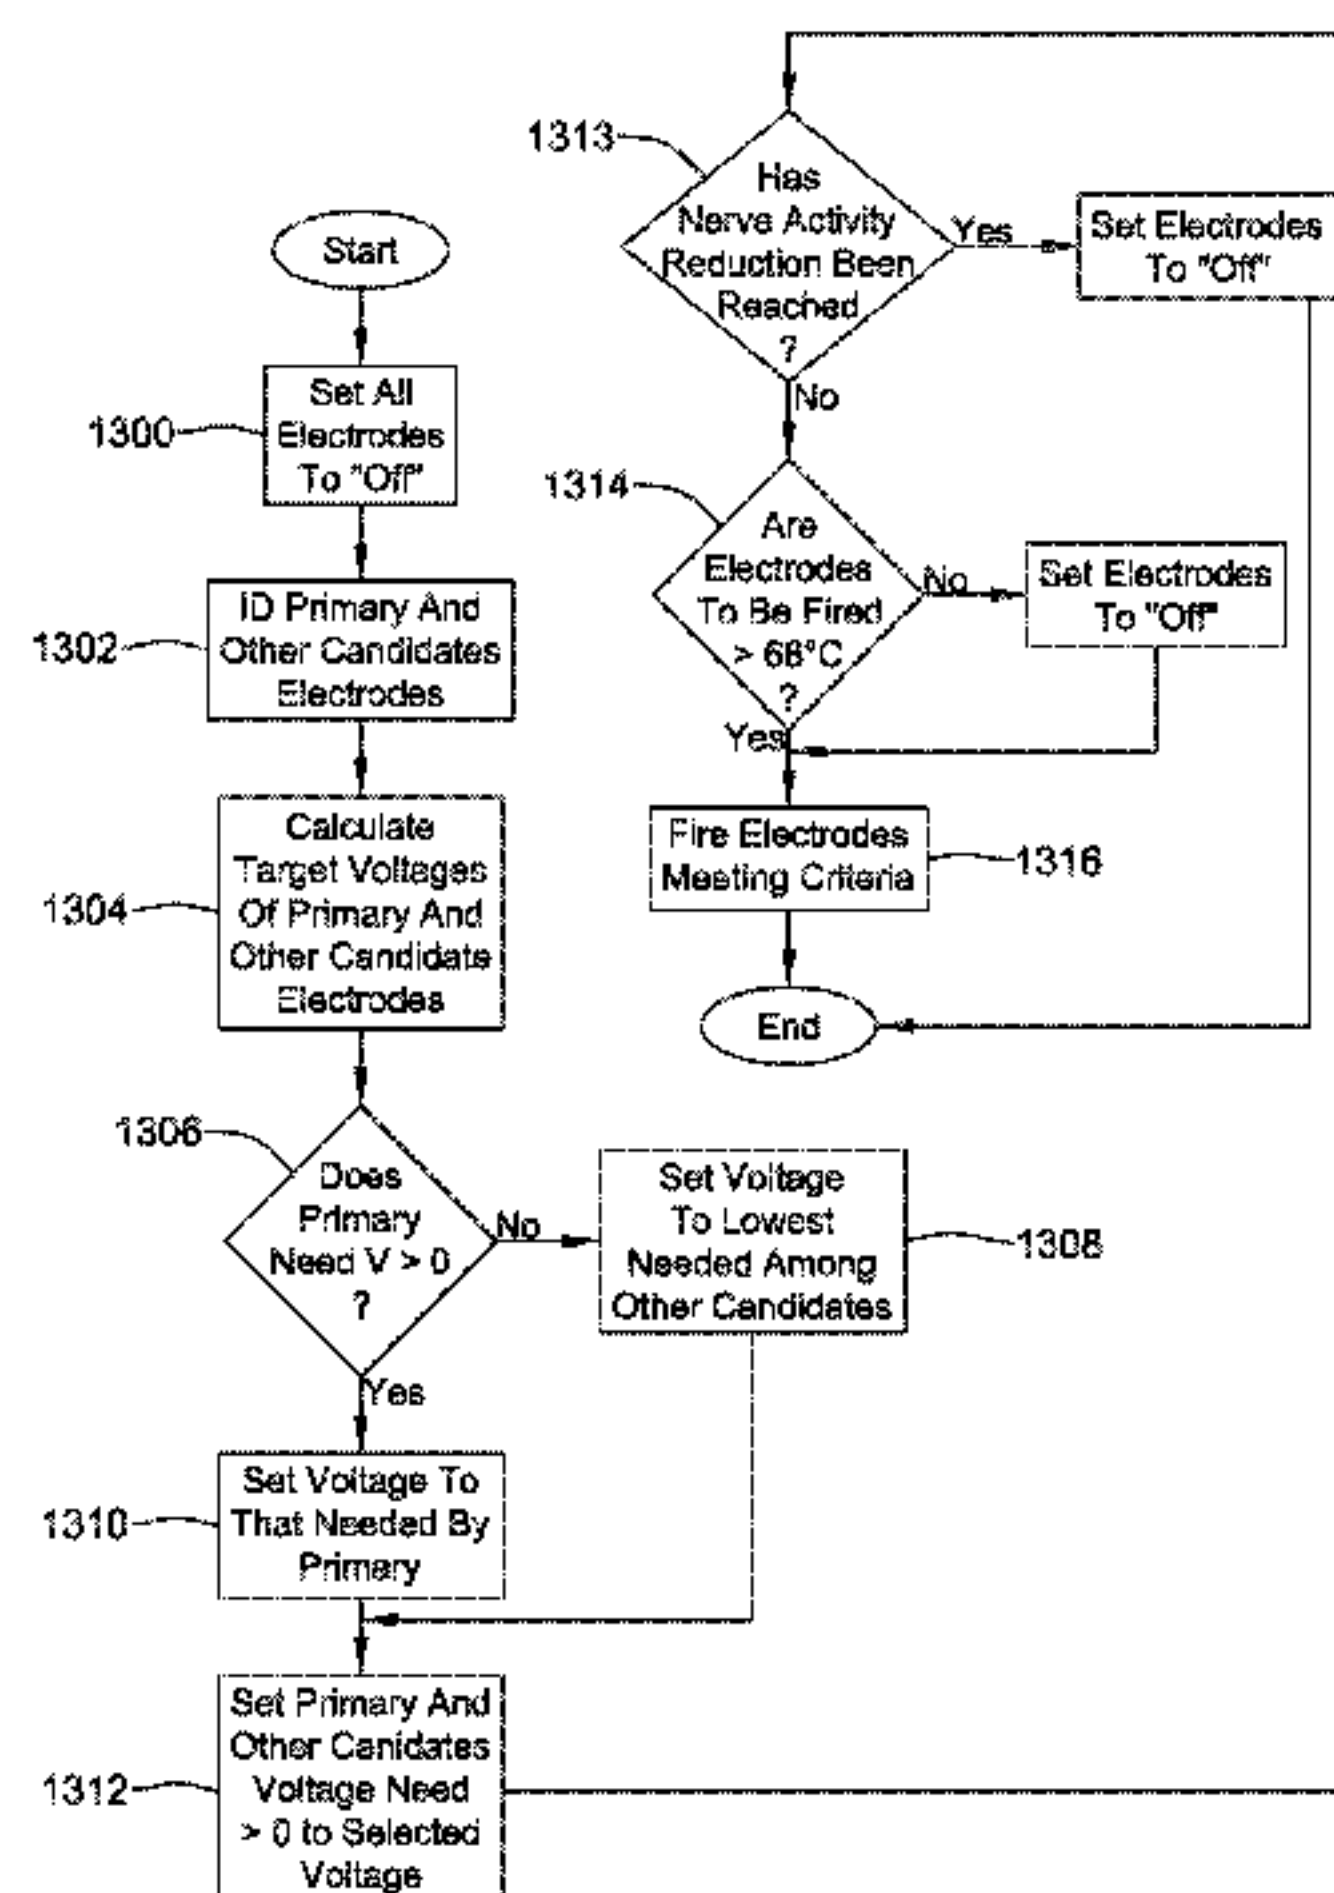 Start
1300
Set All
Electrodes
To "Off"
1302
ID Primary And
Other Candidates
Electrodes
1304
Calculate
Target Voltages
Of Primary And
Other Candidate
Electrodes
1306
Does
Primary
Need V > 0
?
No
Yes
Set Voltage
To Lowest
Needed Among
Other Candidates
1308
1310
Set Voltage To
That Needed By
Primary
1312
Set Primary And
Other Canidates
Voltage Need
> 0 to Selected
Voltage
1313
Has
Nerve Activity
Reduction Been
Reached
?
Yes
Set Electrodes
To "Off"
No
1314
Are
Electrodes
To Be Fired
> 68°C
?
No
Set Electrodes
To "Off"
Yes
Fire Electrodes
Meeting Criteria
1316
End